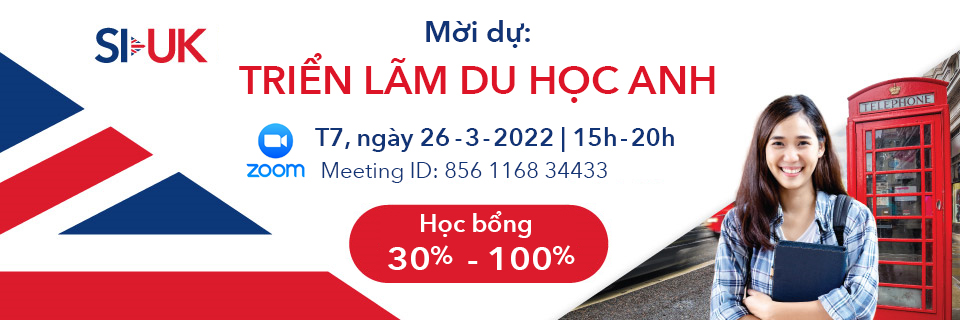 SI-UK
Mời dự:
TRIỂN LÃM DU HỌC ANH
zoom
T7, ngày 26-3-2022 | 15h-20h
Meeting ID: 856 1168 34433
Học bổng
30% - 100%
TELEPHONE